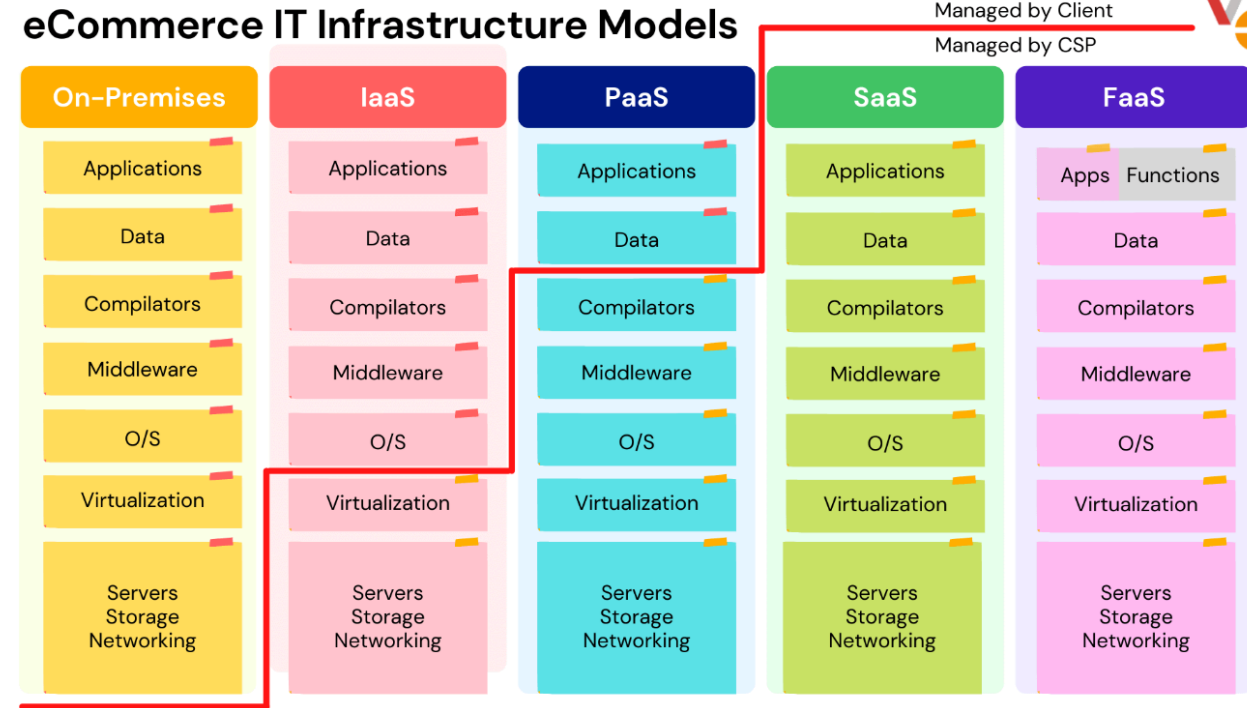 eCommerce IT Infrastructure Models
Managed by Client
Managed by CSP
On-Premises
Applications
Data
Compilators
Middleware
O/S
Virtualization
Servers
Storage
Networking
IaaS
Applications
Data
Compilators
Middleware
O/S
Virtualization
Servers
Storage
Networking
PaaS
Applications
Data
Compilators
Middleware
O/S
Virtualization
Servers
Storage
Networking
SaaS
Applications
Data
Compilators
Middleware
O/S
Virtualization
Servers
Storage
Networking
FaaS
Apps Functions
Data
Compilators
Middleware
O/S
Virtualization
Servers
Storage
Networking